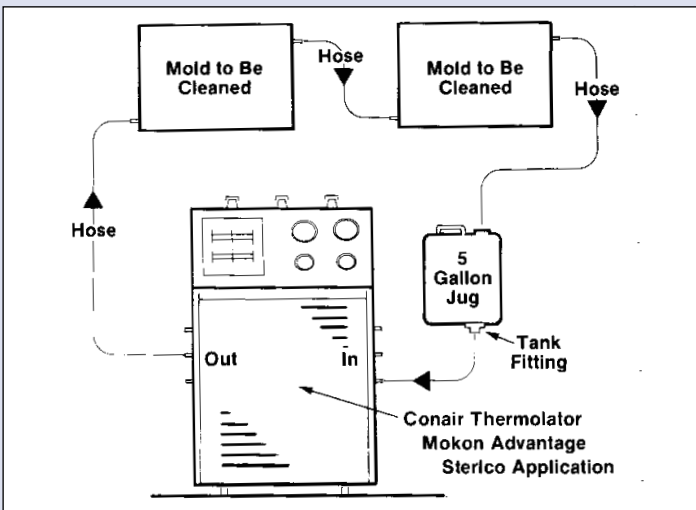 Mold to Be
Cleaned
Hose
Mold to Be
Cleaned
Hose
Hose
5
Gallon
Jug
Out
In
Tank
Fitting
Conair Thermolator
Mokon Advantage
Sterlco Application